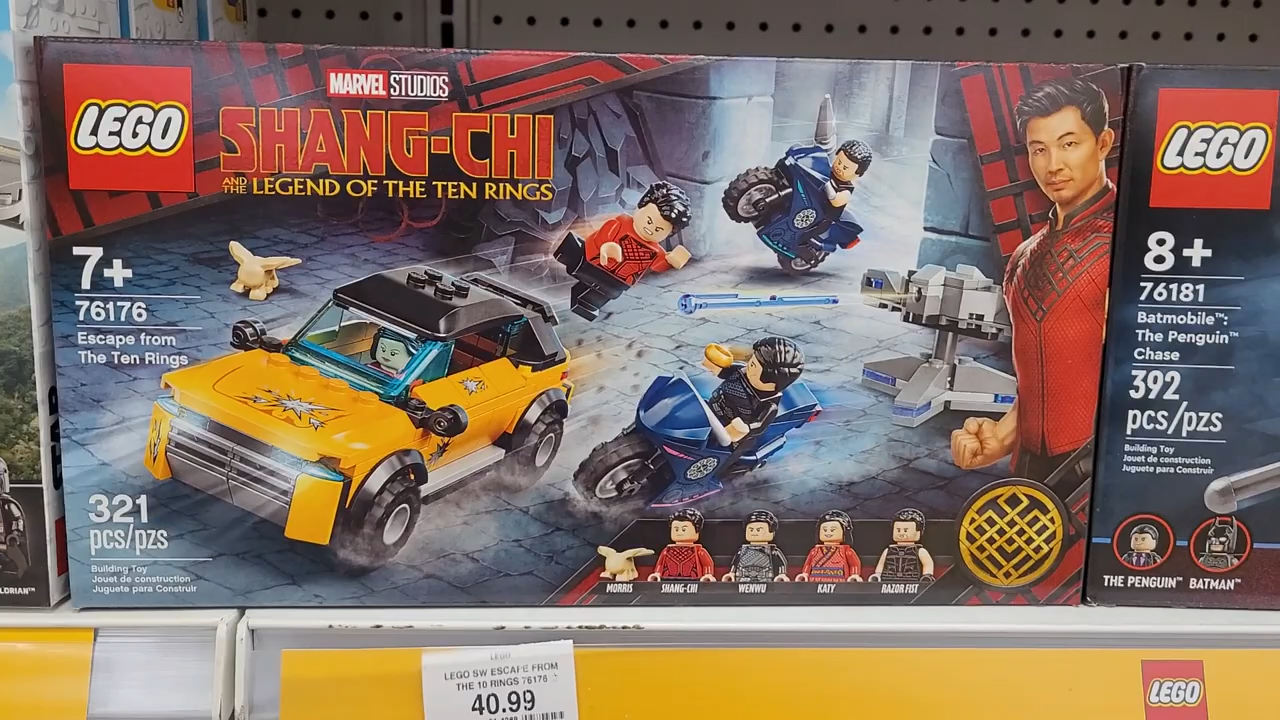 LEGO
MARVEL STUDIOS
SHANG-CHI
AND THE LEGEND OF THE TEN RINGS
7+
76176
Escape from
The Ten Rings
321
pcs/pzs
Building Toy
Jouet de construction
Juguete para Construir
MORRIS
SHANG-CHI
WENWU
KATY
RAZOR FIST
LEGO
8+
76181
Batmobile™:
The Penguin™
Chase
392
pcs/pzs
Building Toy
Jouet de construction
Juguete para Construir
THE PENGUIN™
BATMAN™
LEGO
LEGO SW ESCAPE FROM
THE 10 RINGS 76176
40.99
LEGO